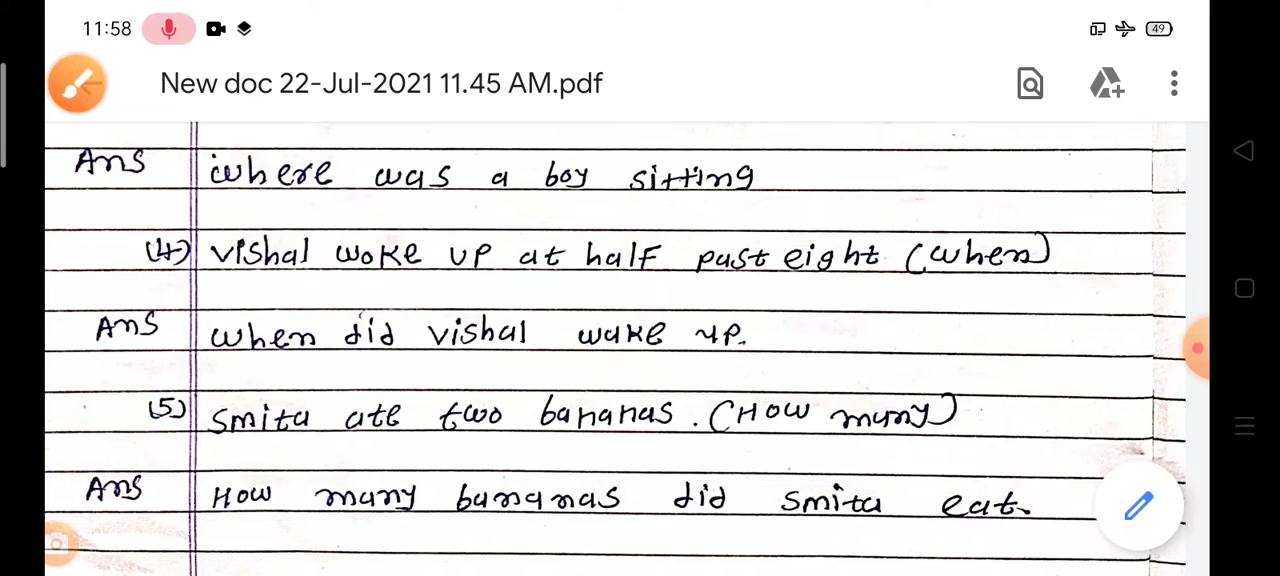 11:58
49
New doc 22-Jul-2021 11.45 AM.pdf
Ans where was a boy sitting
(4) vishal woke up at half past eight (when)
Ans when did vishal wake up.
(5) smita ate two bananas. (How many)
Ans How many bananas did smita eat.